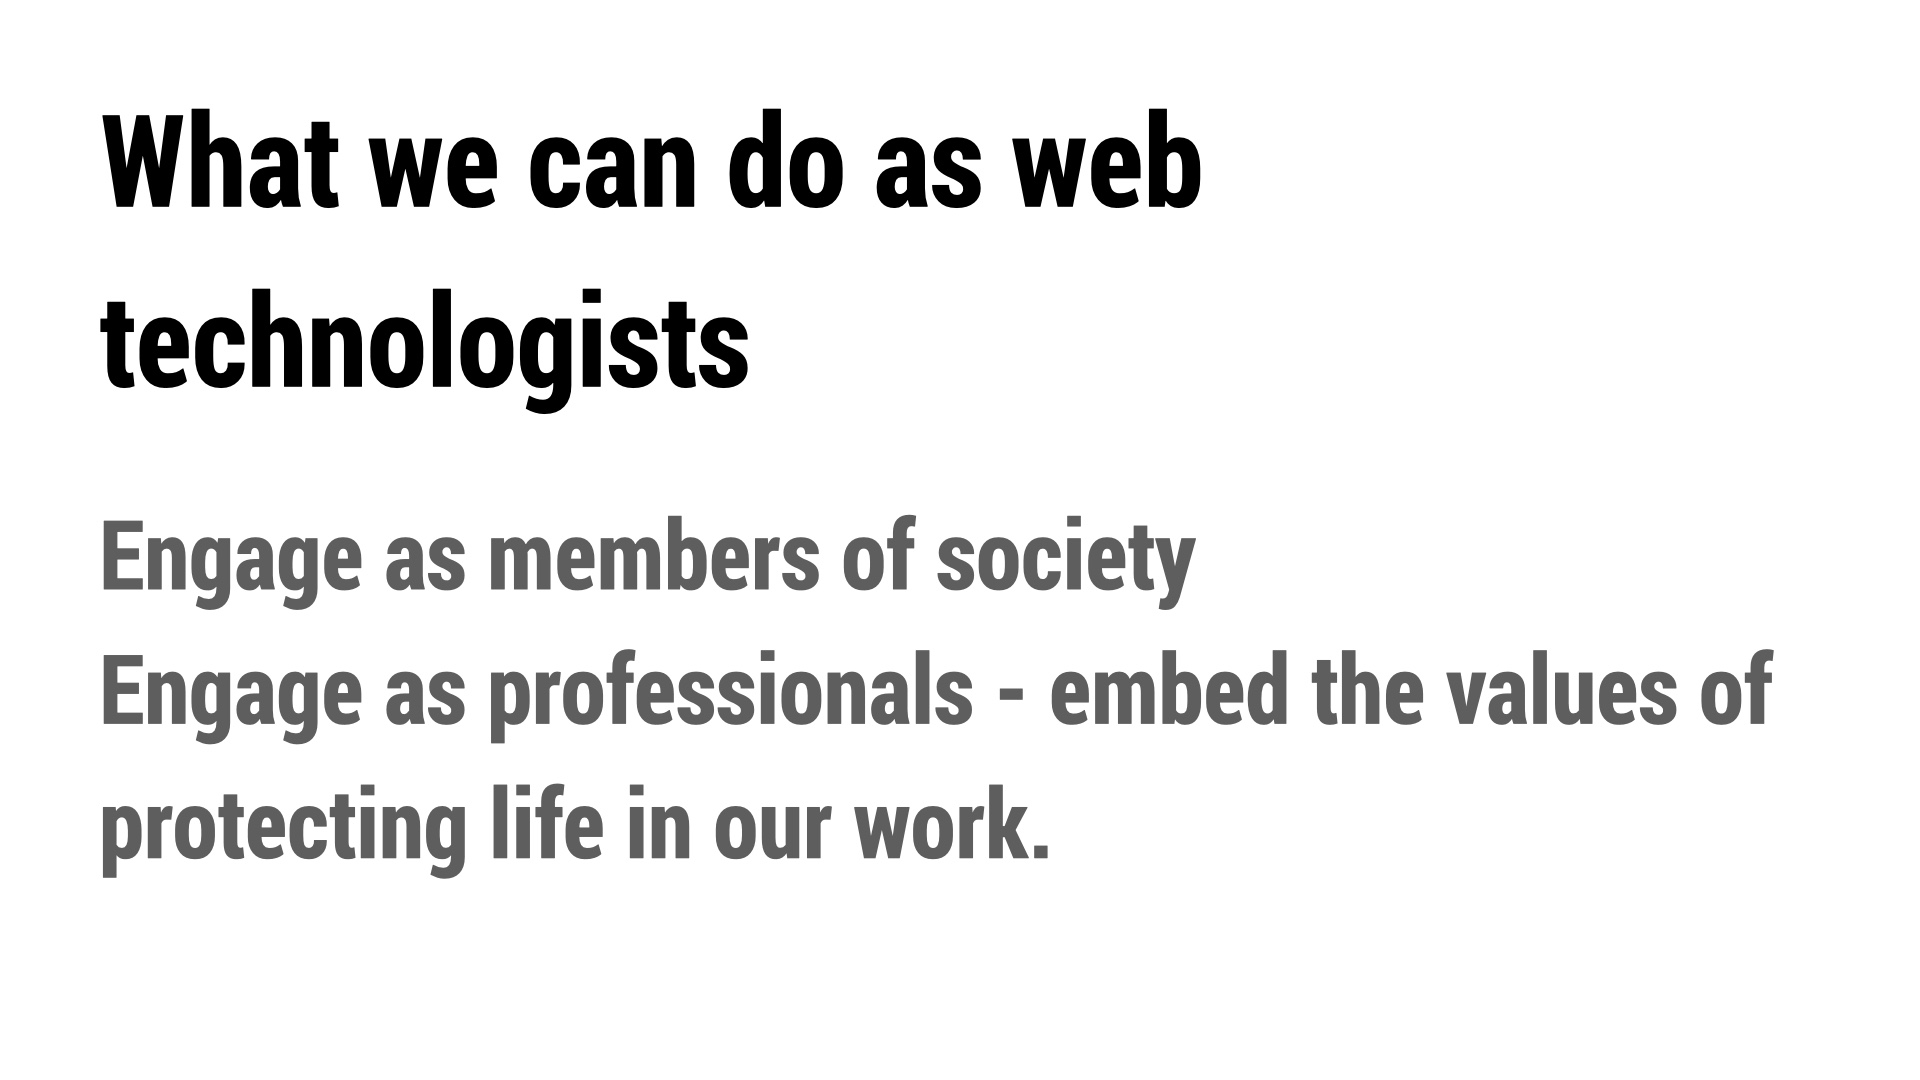 What we can do as web
technologists
Engage as members of society
Engage as professionals - embed the values of
protecting life in our work.